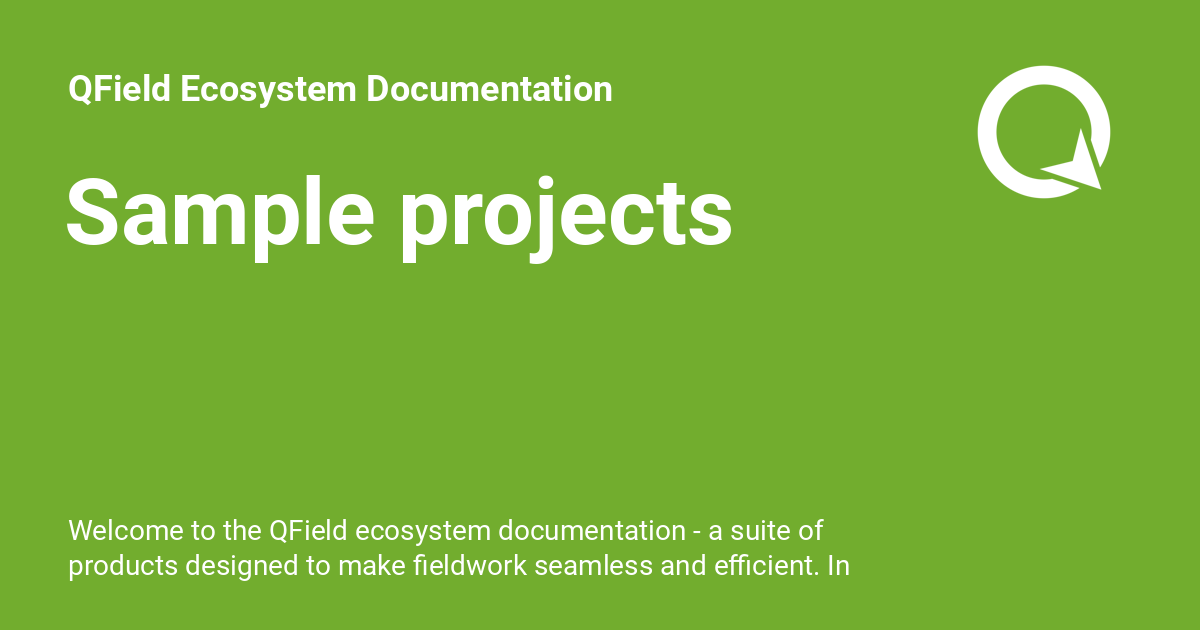 QField Ecosystem Documentation
Sample projects
Welcome to the QField ecosystem documentation - a suite of
products designed to make fieldwork seamless and efficient. In